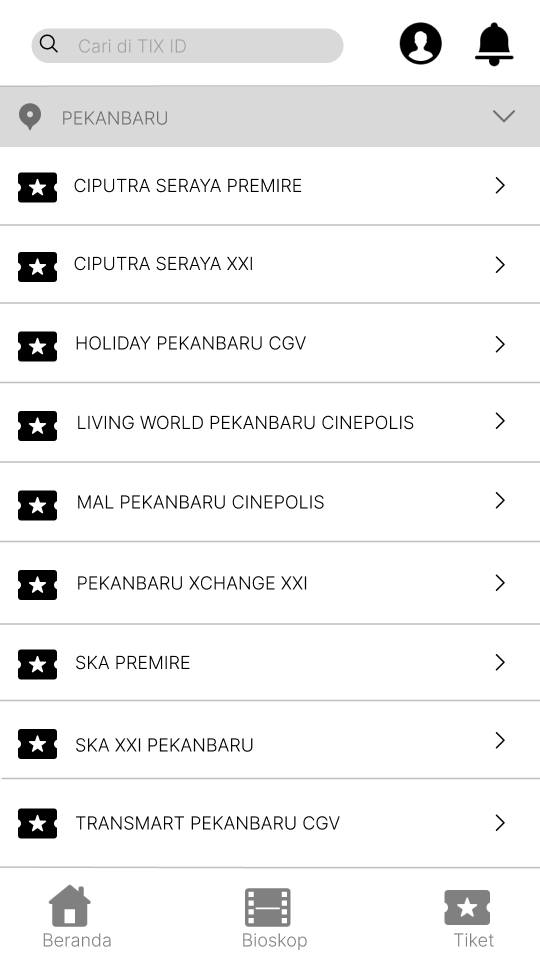 Cari di TIX ID
PEKANBARU
CIPUTRA SERAYA PREMIRE
CIPUTRA SERAYA XXI
HOLIDAY PEKANBARU CGV
LIVING WORLD PEKANBARU CINEPOLIS
MAL PEKANBARU CINEPOLIS
PEKANBARU XCHANGE XXI
SKA PREMIRE
SKA XXI PEKANBARU
TRANSMART PEKANBARU CGV
Beranda
Bioskop
Tiket